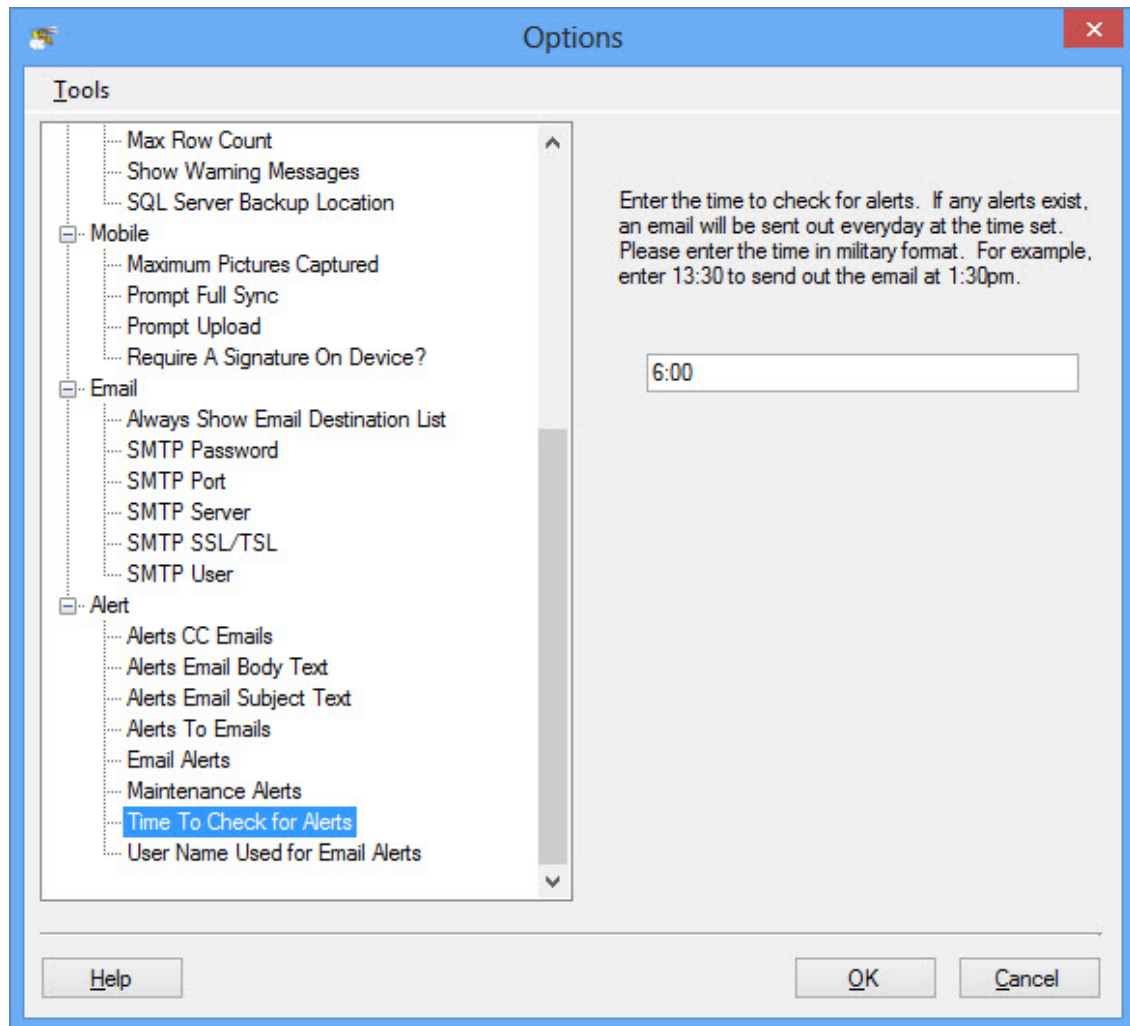 Options
Tools
Max Row Count
Show Warning Messages
SQL Server Backup Location
Mobile
Maximum Pictures Captured
Prompt Full Sync
Prompt Upload
Require A Signature On Device?
Email
Always Show Email Destination List
SMTP Password
SMTP Port
SMTP Server
SMTP SSL/TSL
SMTP User
Alert
Alerts CC Emails
Alerts Email Body Text
Alerts Email Subject Text
Alerts To Emails
Email Alerts
Maintenance Alerts
Time To Check for Alerts
User Name Used for Email Alerts
Enter the time to check for alerts.  If any alerts exist,
an email will be sent out everyday at the time set.
Please enter the time in military format.  For example,
enter 13:30 to send out the email at 1:30pm.
6:00
Help
OK
Cancel